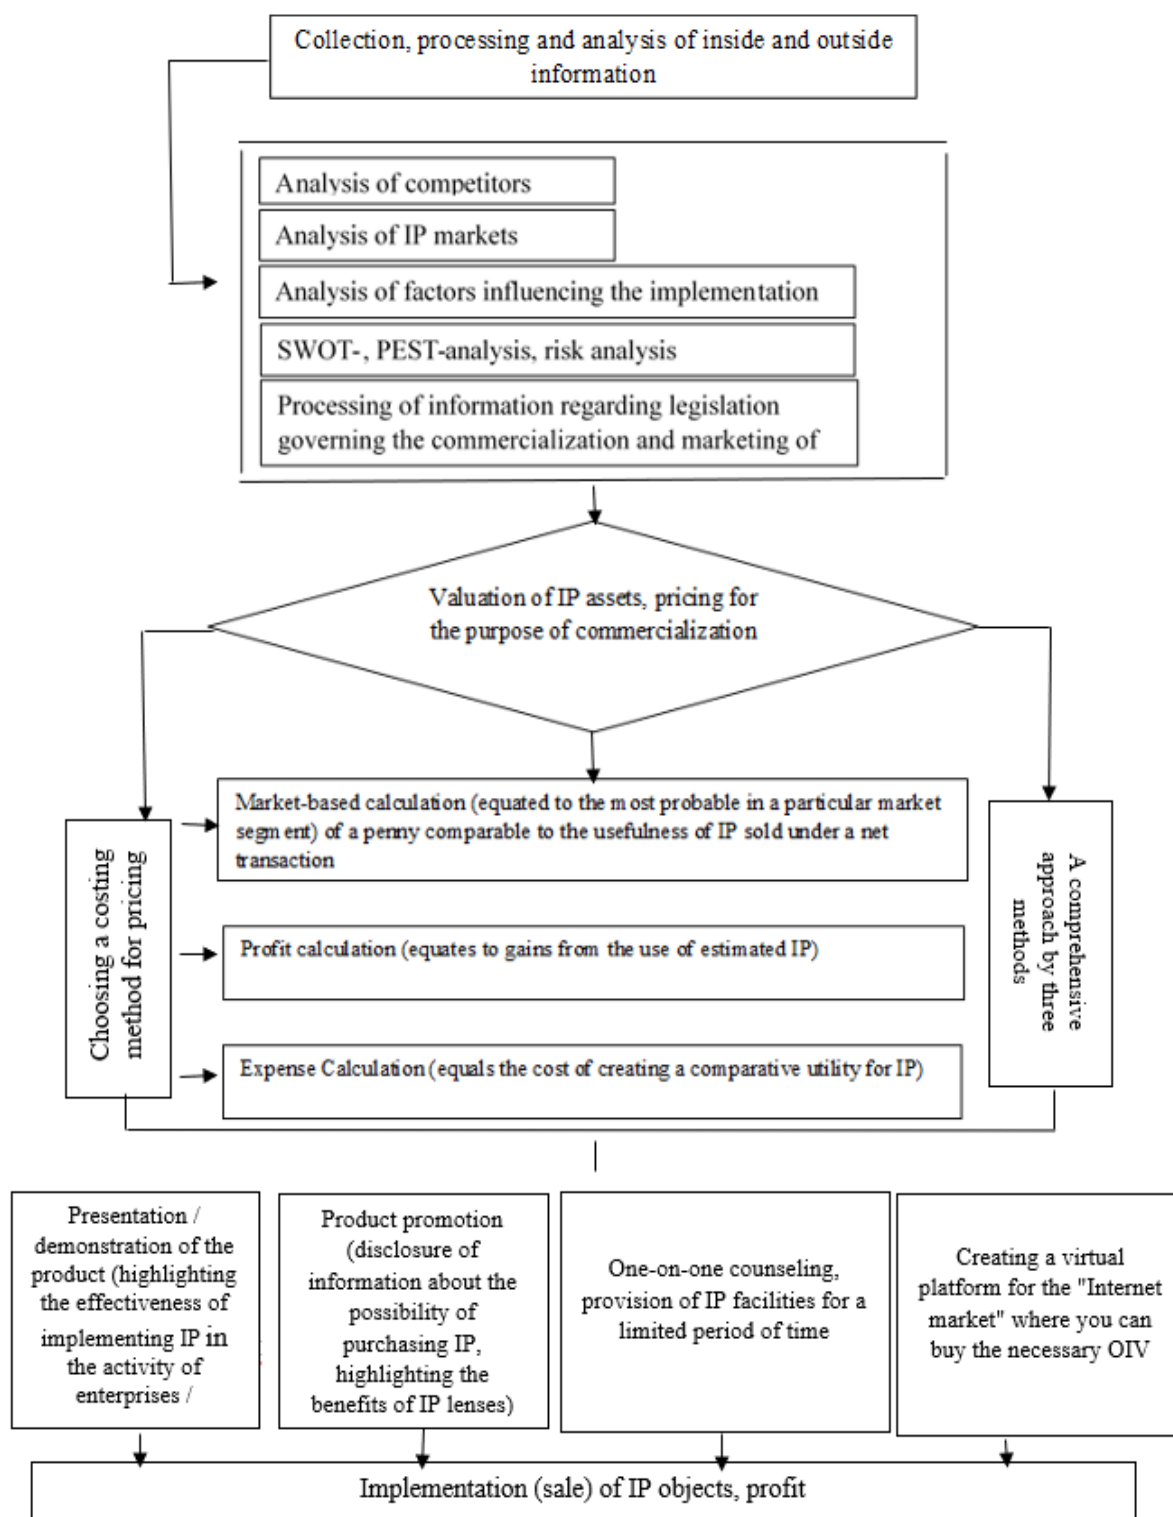 Collection, processing and analysis of inside and outside
information
Analysis of competitors
Analysis of IP markets
Analysis of factors influencing the implementation
SWOT-, PEST-analysis, risk analysis
Processing of information regarding legislation
governing the commercialization and marketing of
Valuation of IP assets, pricing for
the purpose of commercialization
Choosing a costing
method for pricing
Market-based calculation (equated to the most probable in a particular market
segment) of a penny comparable to the usefulness of IP sold under a net
transaction
Profit calculation (equates to gains from the use of estimated IP)
Expense Calculation (equals the cost of creating a comparative utility for IP)
A comprehensive
approach by three
methods
Presentation /
demonstration of the
product (highlighting
the effectiveness of
implementing IP in
the activity of
enterprises /
Product promotion
(disclosure of
information about the
possibility of
purchasing IP,
highlighting the
benefits of IP lenses)
One-on-one counseling,
provision of IP facilities for a
limited period of time
Creating a virtual
platform for the "Internet
market" where you can
buy the necessary OIV
Implementation (sale) of IP objects, profit